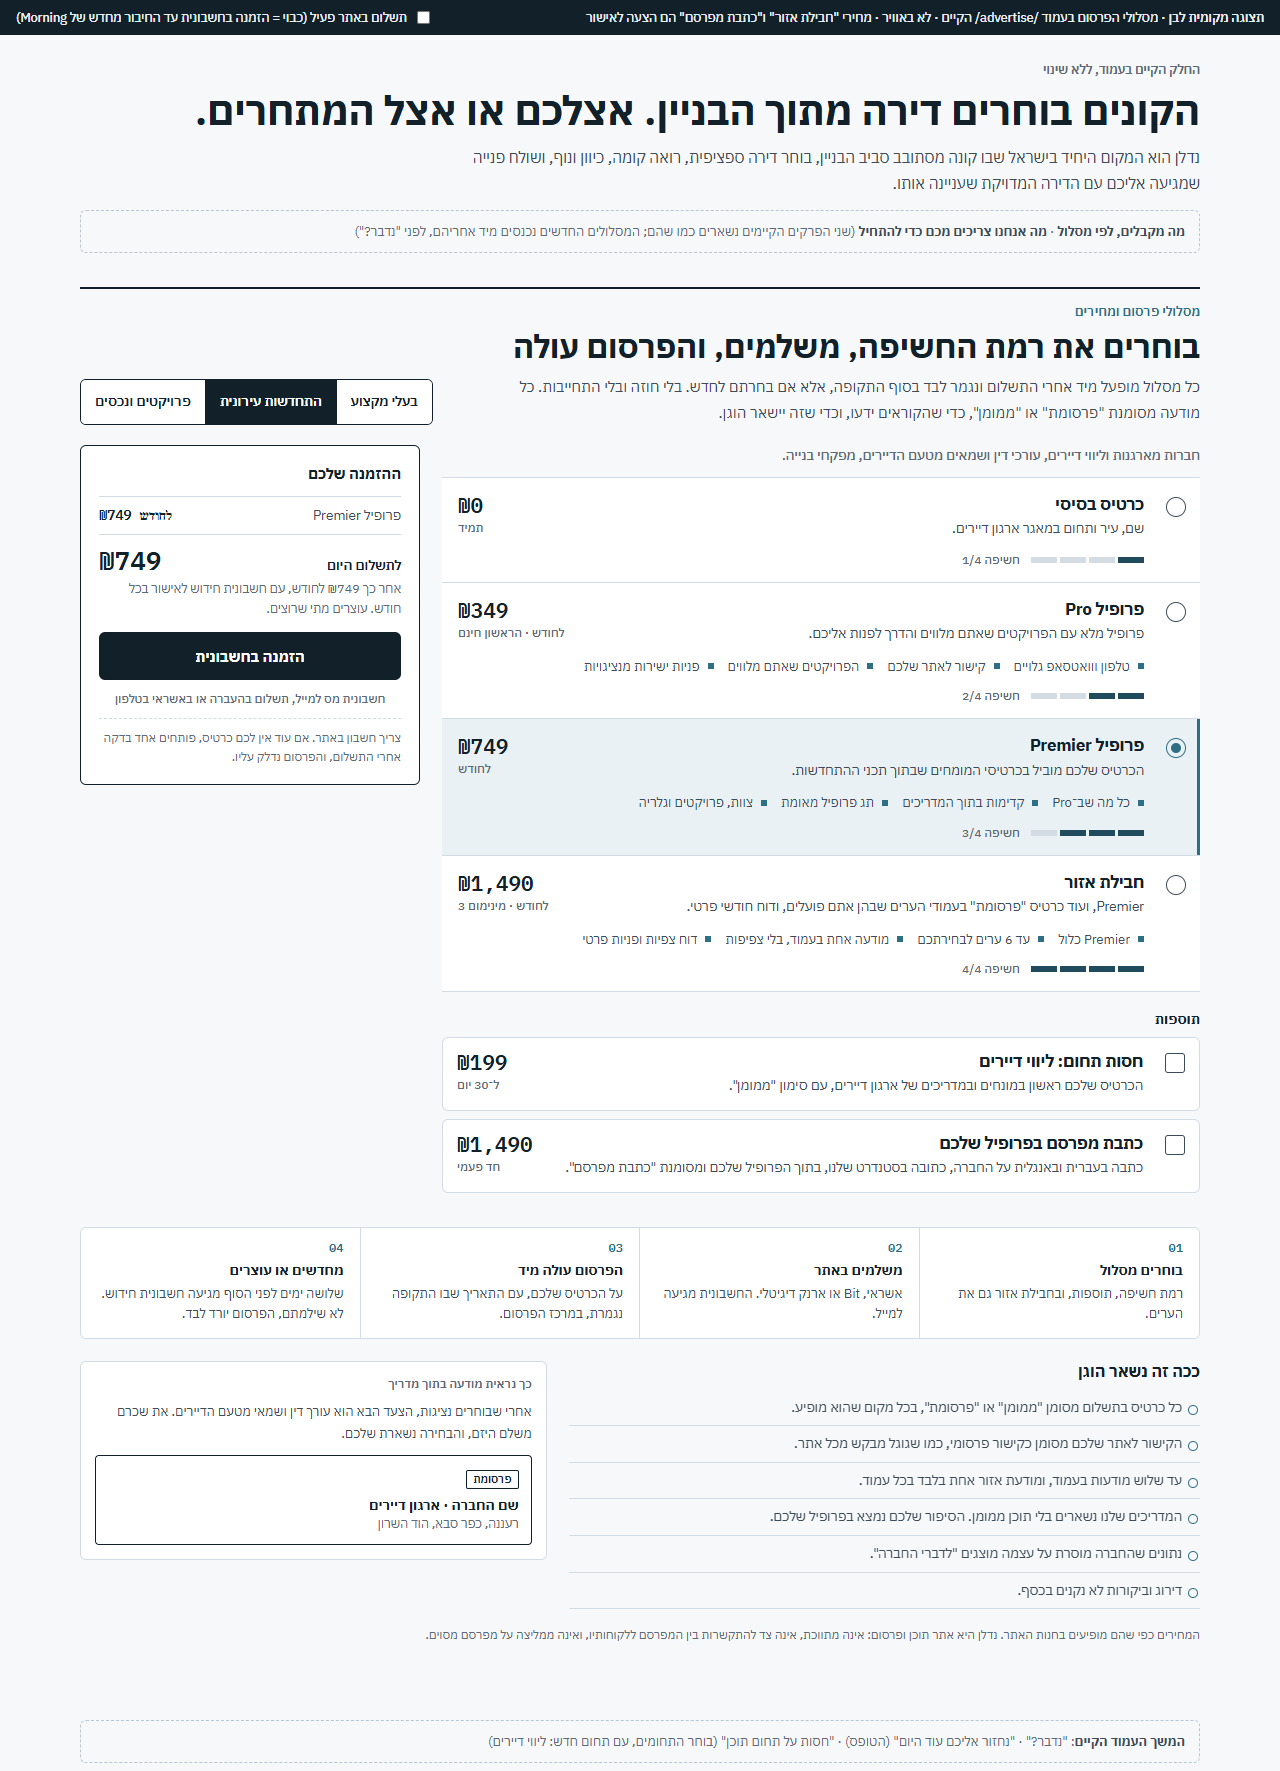 תצוגה מקומית לבן · מסלולי הפרסום בעמוד /advertise/ הקיים · לא באוויר · מחירי "חבילת אזור" ו"כתבת מפרסם" הם הצעה לאישור
תשלום באתר פעיל (כבוי = הזמנה בחשבונית עד החיבור מחדש של Morning)
החלק הקיים בעמוד, ללא שינוי
הקונים בוחרים דירה מתוך הבניין. אצלכם או אצל המתחרים.
נדלן הוא המקום היחיד בישראל שבו קונה מסתובב סביב הבניין, בוחר דירה ספציפית, רואה קומה, כיוון ונוף, ושולח פנייה
שמגיעה אליכם עם הדירה המדויקת שעניינה אותו.
מה מקבלים, לפי מסלול · מה אנחנו צריכים מכם כדי להתחיל (שני הפרקים הקיימים נשארים כמו שהם; המסלולים החדשים נכנסים מיד אחריהם, לפני "נדבר?")
מסלולי פרסום ומחירים
בוחרים את רמת החשיפה, משלמים, והפרסום עולה
כל מסלול מופעל מיד אחרי התשלום ונגמר לבד בסוף התקופה, אלא אם בחרתם לחדש. בלי חוזה ובלי התחייבות. כל
מודעה מסומנת "פרסומת" או "ממומן", כדי שהקוראים ידעו, וכדי שזה יישאר הוגן.
בעלי מקצוע
התחדשות עירונית
פרויקטים ונכסים
חברות מארגנות וליווי דיירים, עורכי דין ושמאים מטעם הדיירים, מפקחי בנייה.
כרטיס בסיסי
₪0
שם, עיר ותחום במאגר ארגון דיירים.
תמיד
חשיפה 1/4
פרופיל Pro
₪349
פרופיל מלא עם הפרויקטים שאתם מלווים והדרך לפנות אליכם.
לחודש · הראשון חינם
טלפון וווטסאפ גלויים
קישור לאתר שלכם
הפרויקטים שאתם מלווים
פניות ישירות מנציגויות
חשיפה 2/4
פרופיל Premier
₪749
הכרטיס שלכם מוביל בכרטיסי המומחים שבתוך תכני ההתחדשות.
לחודש
כל מה שב־Pro
קדימות בתוך המדריכים
תג פרופיל מאומת
צוות, פרויקטים וגלריה
חשיפה 3/4
חבילת אזור
₪1,490
Premier, ועוד כרטיס "פרסומת" בעמודי הערים שבהן אתם פועלים, ודוח חודשי פרטי.
לחודש · מינימום 3
Premier כלול
עד 6 ערים לבחירתכם
מודעה אחת בעמוד, בלי צפיפות
דוח צפיות ופניות פרטי
חשיפה 4/4
תוספות
חסות תחום: ליווי דיירים
₪199
הכרטיס שלכם ראשון במונחים ובמדריכים של ארגון דיירים, עם סימון "ממומן".
ל־30 יום
כתבת מפרסם בפרופיל שלכם
₪1,490
כתבה בעברית ובאנגלית על החברה, כתובה בסטנדרט שלנו, בתוך הפרופיל שלכם ומסומנת "כתבת מפרסם".
חד פעמי
ההזמנה שלכם
פרופיל Premier
₪749 לחודש
לתשלום היום
₪749
אחר כך ₪749 לחודש, עם חשבונית חידוש לאישור בכל
חודש. עוצרים מתי שרוצים.
הזמנה בחשבונית
חשבונית מס למייל, תשלום בהעברה או באשראי בטלפון
צריך חשבון באתר. אם עוד אין לכם כרטיס, פותחים אחד בדקה
אחרי התשלום, והפרסום נדלק עליו.
01
בוחרים מסלול
רמת חשיפה, תוספות, ובחבילת אזור גם את
הערים.
02
משלמים באתר
אשראי, Bit או ארנק דיגיטלי. החשבונית מגיעה
למייל.
03
הפרסום עולה מיד
על הכרטיס שלכם, עם התאריך שבו התקופה
נגמרת, במרכז הפרסום.
04
מחדשים או עוצרים
שלושה ימים לפני הסוף מגיעה חשבונית חידוש.
לא שילמתם, הפרסום יורד לבד.
ככה זה נשאר הוגן
כל כרטיס בתשלום מסומן "ממומן" או "פרסומת", בכל מקום שהוא מופיע.
הקישור לאתר שלכם מסומן כקישור פרסומי, כמו שגוגל מבקש מכל אתר.
עד שלוש מודעות בעמוד, ומודעת אזור אחת בלבד בכל עמוד.
המדריכים שלנו נשארים בלי תוכן ממומן. הסיפור שלכם נמצא בפרופיל שלכם.
נתונים שהחברה מוסרת על עצמה מוצגים "לדברי החברה".
דירוג וביקורות לא נקנים בכסף.
כך נראית מודעה בתוך מדריך
אחרי שבוחרים נציגות, הצעד הבא הוא עורך דין ושמאי מטעם הדיירים. את שכרם
משלם היזם, והבחירה נשארת שלכם.
פרסומת
שם החברה · ארגון דיירים
רעננה, כפר סבא, הוד השרון
המחירים כפי שהם מופיעים בחנות האתר. נדלן היא אתר תוכן ופרסום: אינה מתווכת, אינה צד להתקשרות בין המפרסם ללקוחותיו, ואינה ממליצה על מפרסם מסוים.
המשך העמוד הקיים: "נדבר?" · "נחזור אליכם עוד היום" (הטופס) · "חסות על תחום תוכן" (בוחר התחומים, עם תחום חדש: ליווי דיירים)